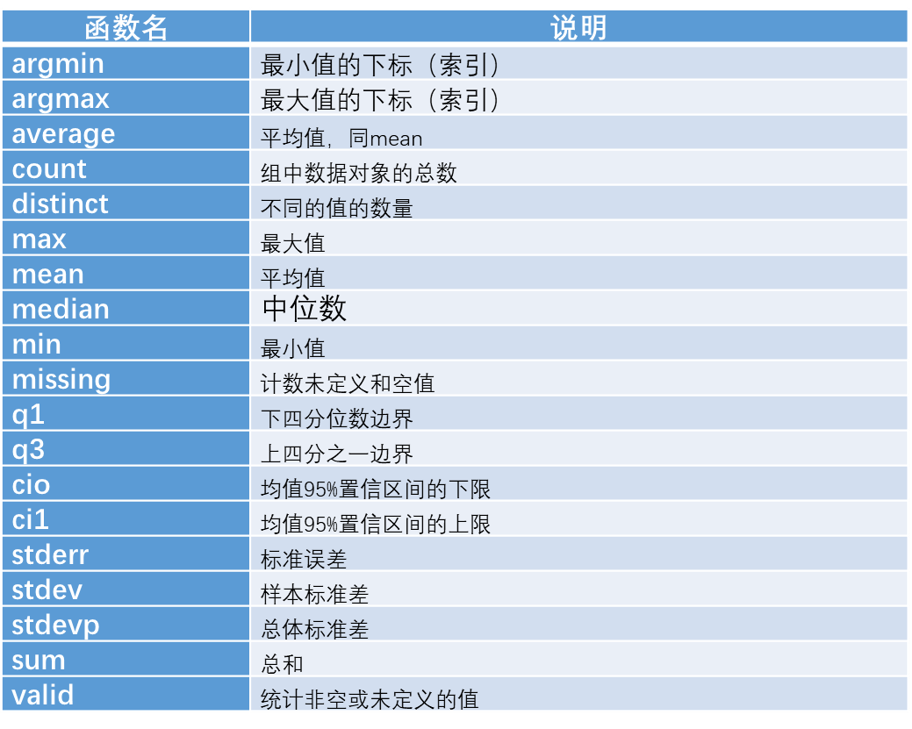 函数名 说明
argmin 最小值的下标（索引）
argmax 最大值的下标（索引）
average 平均值，同mean
count 组中数据对象的总数
distinct 不同的值的数量
max 最大值
mean 平均值
median 中位数
min 最小值
missing 计数未定义和空值
q1 下四分位数边界
q3 上四分之一边界
cio 均值95%置信区间的下限
ci1 均值95%置信区间的上限
stderr 标准误差
stdev 样本标准差
stdevp 总体标准差
sum 总和
valid 统计非空或未定义的值